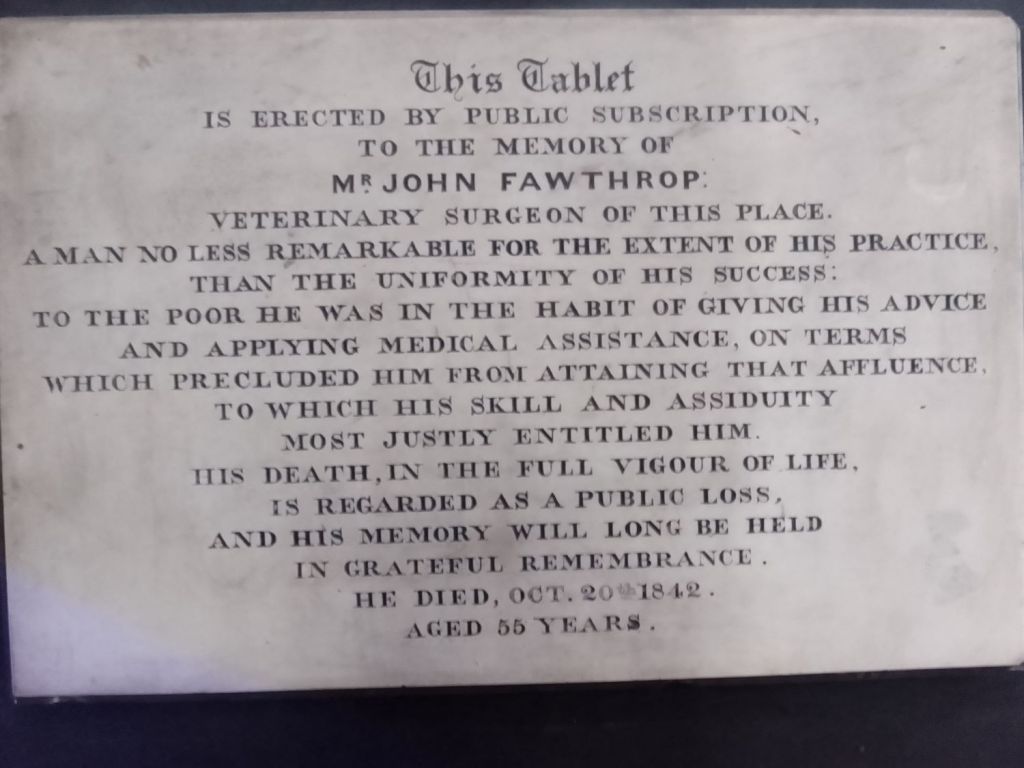 This Tablet
IS ERECTED BY PUBLIC SUBSCRIPTION,
TO THE MEMORY OF
MR JOHN FAWTHROP:
VETERINARY SURGEON OF THIS PLACE.
A MAN NO LESS REMARKABLE FOR THE EXTENT OF HIS PRACTICE,
THAN THE UNIFORMITY OF HIS SUCCESS:
TO THE POOR HE WAS IN THE HABIT OF GIVING HIS ADVICE
AND APPLYING MEDICAL ASSISTANCE, ON TERMS
WHICH PRECLUDED HIM FROM ATTAINING THAT AFFLUENCE,
TO WHICH HIS SKILL AND ASSIDUITY
MOST JUSTLY ENTITLED HIM.
HIS DEATH, IN THE FULL VIGOUR OF LIFE,
IS REGARDED AS A PUBLIC LOSS,
AND HIS MEMORY WILL LONG BE HELD
IN GRATEFUL REMEMBRANCE.
HE DIED, OCT. 20th 1842.
AGED 55 YEARS.